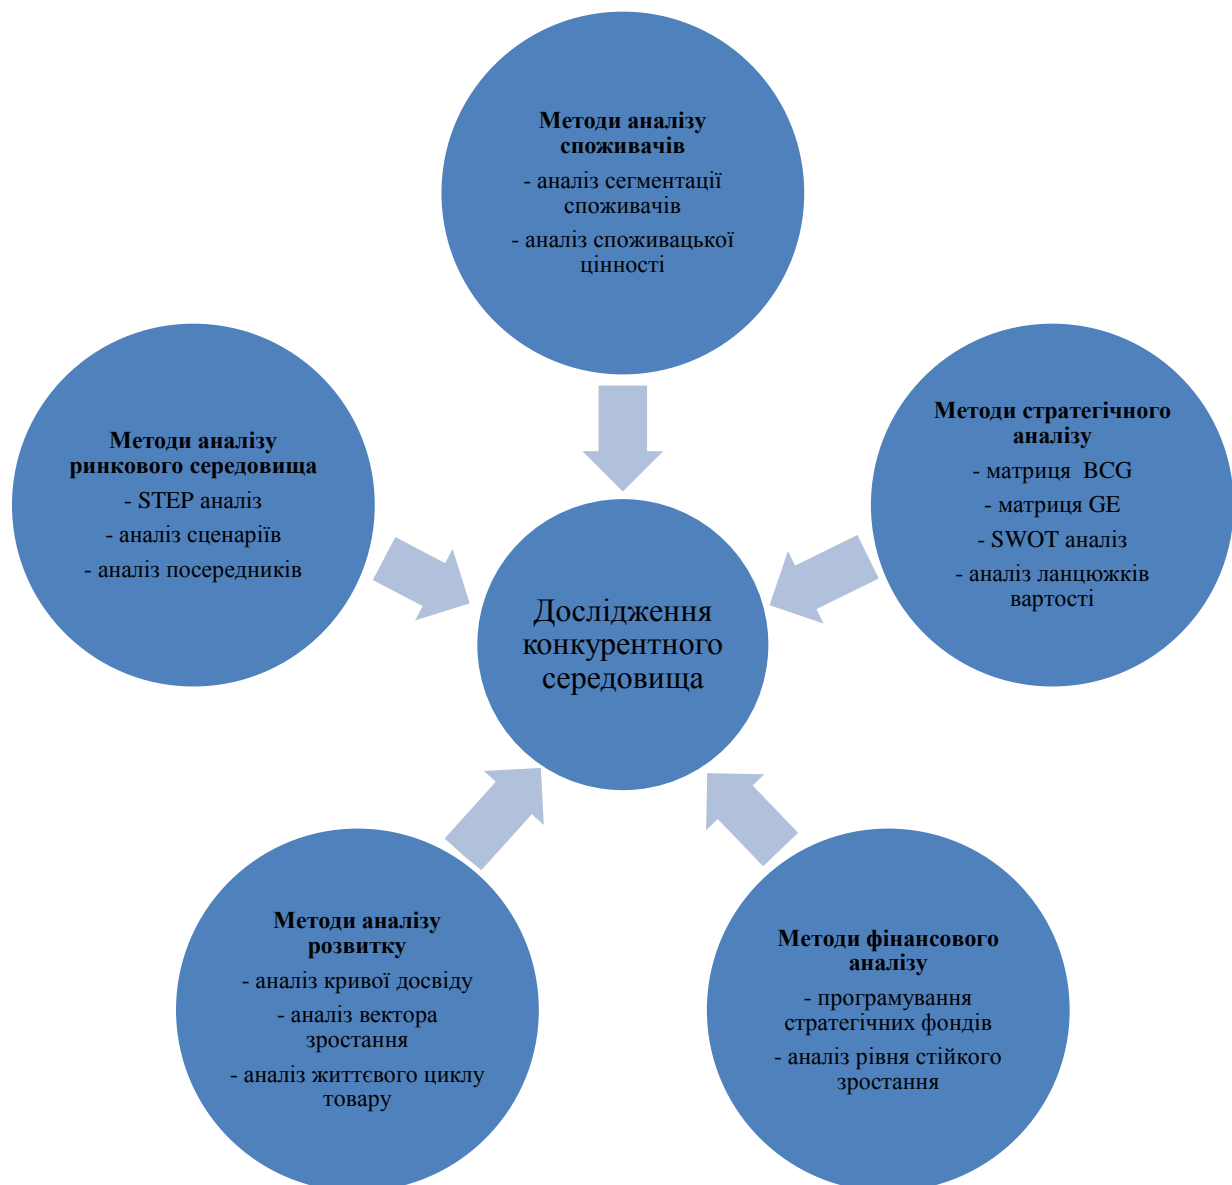 Методи аналізу
споживачів
- аналіз сегментації
споживачів
- аналіз споживацької
цінності
Методи стратегічного
аналізу
- матриця BCG
- матриця GE
- SWOT аналіз
- аналіз ланцюжків
вартості
Методи фінансового
аналізу
- програмування
стратегічних фондів
- аналіз рівня стійкого
зростання
Методи аналізу
розвитку
- аналіз кривої досвіду
- аналіз вектора
зростання
- аналіз життєвого циклу
товару
Методи аналізу
ринкового середовища
- STEP аналіз
- аналіз сценаріїв
- аналіз посередників
Дослідження
конкурентного
середовища